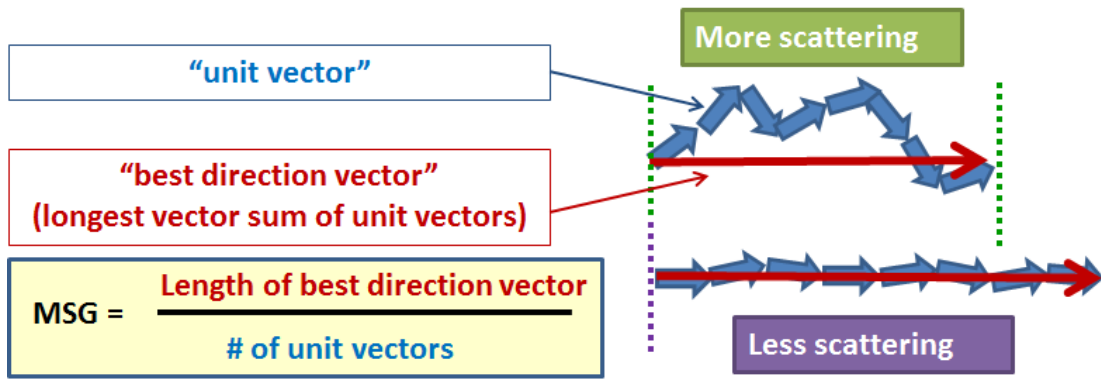 More scattering
“unit vector”
“best direction vector”
(longest vector sum of unit vectors)
MSG =
Length of best direction vector
# of unit vectors
Less scattering